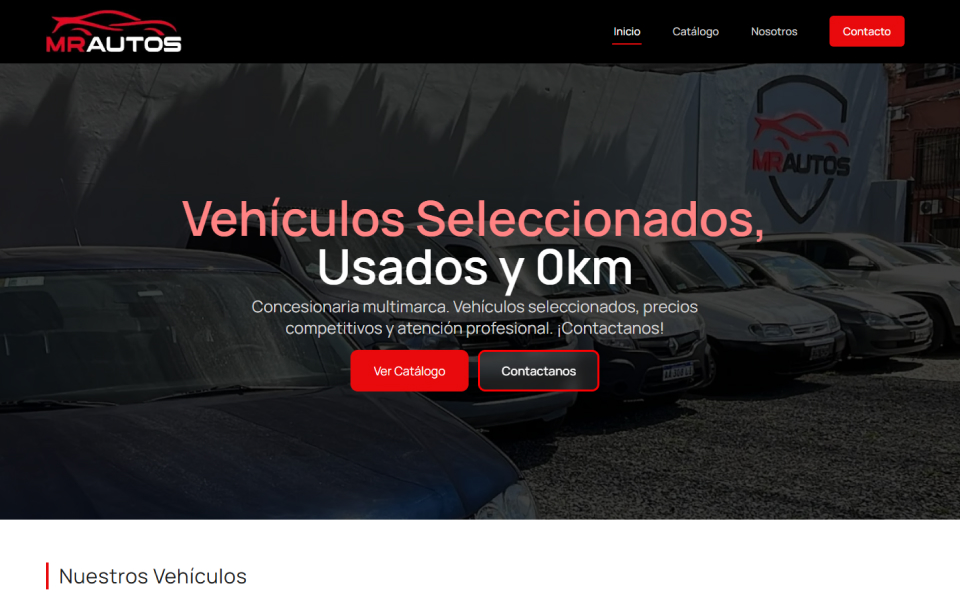 MRAUTOS
Inicio
Catálogo
Nosotros
Contacto
MRAUTOS
Vehículos Seleccionados,
Usados y 0km
Concesionaria multimarca. Vehículos seleccionados, precios
competitivos y atención profesional. ¡Contactanos!
Ver Catálogo
Contactanos
Nuestros Vehículos